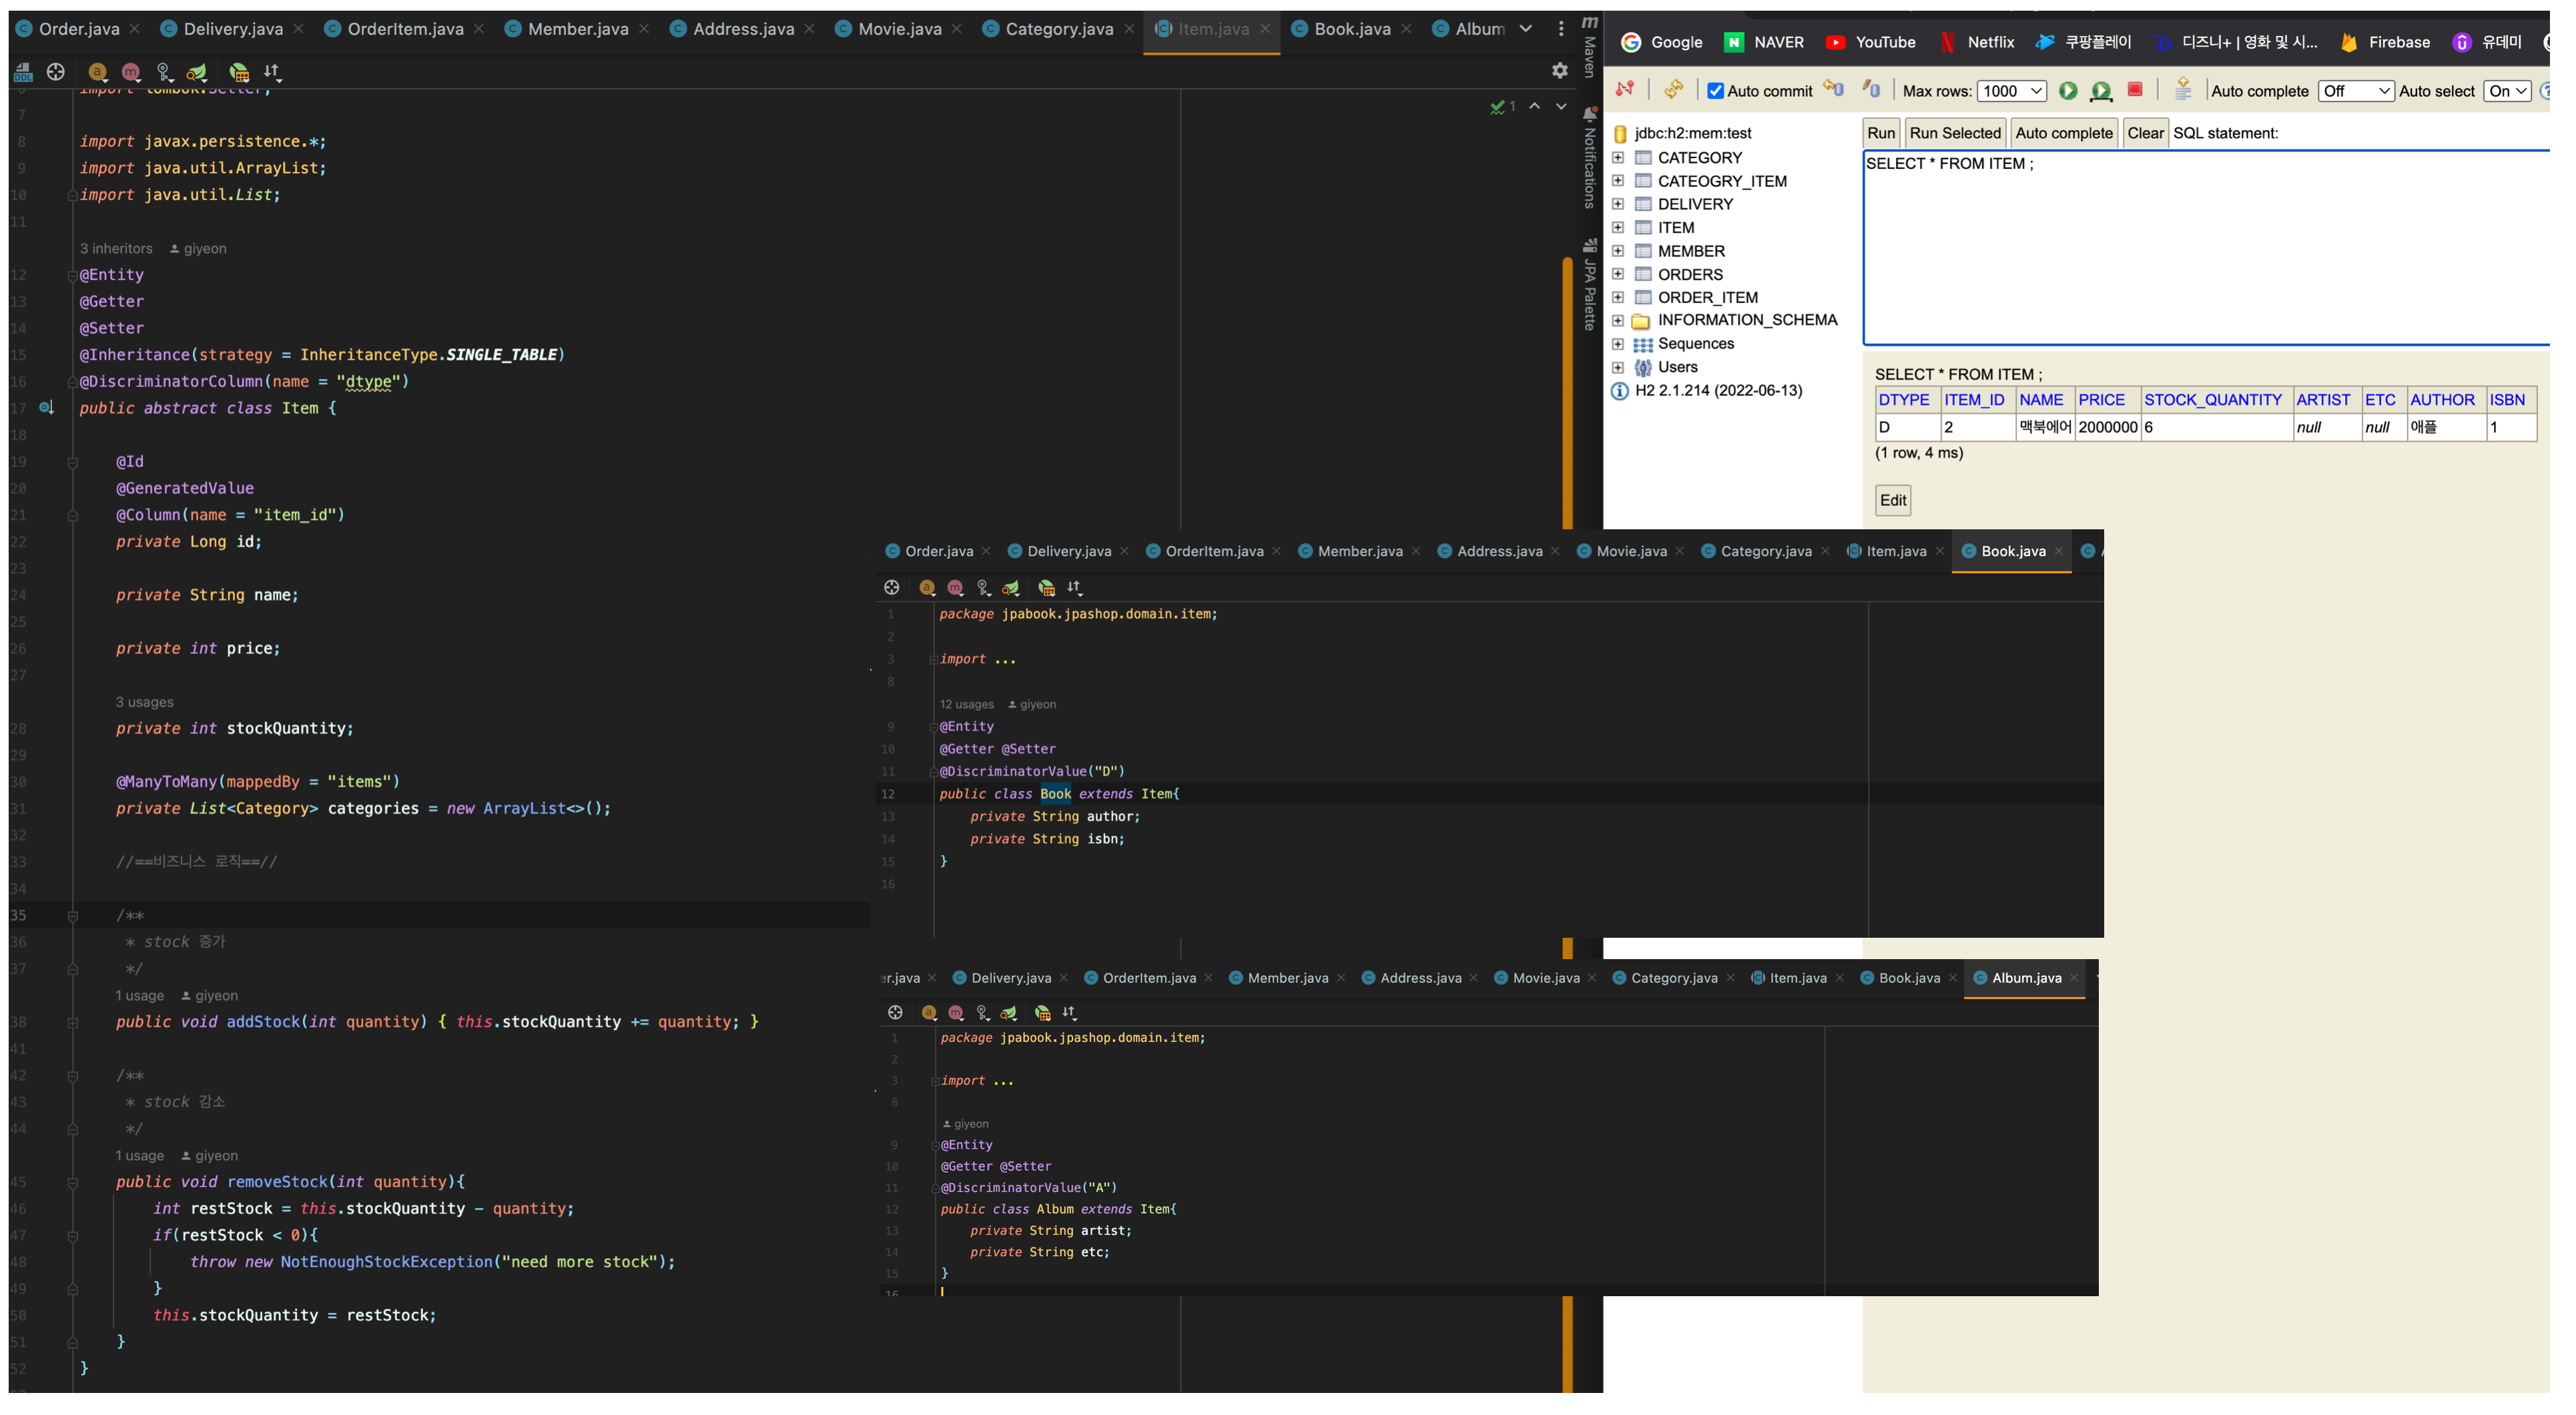 Order.java Delivery.java OrderItem.java Member.java Address.java Movie.java Category.java Item.java Book.java Album
import lombok.Setter;
7
8 import javax.persistence.*;
9 import java.util.ArrayList;
10 import java.util.List;
11
3 inheritors giyeon
12 @Entity
13 @Getter
14 @Setter
15 @Inheritance(strategy = InheritanceType.SINGLE_TABLE)
16 @DiscriminatorColumn(name = "dtype")
17 public abstract class Item {
18
19 @Id
20 @GeneratedValue
21 @Column(name = "item_id")
22 private Long id;
23
24 private String name;
25
26 private int price;
27
3 usages
28 private int stockQuantity;
29
30 @ManyToMany(mappedBy = "items")
31 private List<Category> categories = new ArrayList<>();
32
33 //==비즈니스 로직==//
34
35 /**
36 * stock 증가
37 */
1 usage giyeon
38 public void addStock(int quantity) { this.stockQuantity += quantity; }
41
42 /**
43 * stock 감소
44 */
1 usage giyeon
45 public void removeStock(int quantity){
46 int restStock = this.stockQuantity - quantity;
47 if(restStock < 0){
48 throw new NotEnoughStockException("need more stock");
49 }
50 this.stockQuantity = restStock;
51 }
52 }
1
m Maven
Notifications
JPA Palette
Google NAVER YouTube Netflix 쿠팡플레이 디즈니+ | 영화 및 시... Firebase 유데미
Auto commit Max rows: 1000 Auto complete Off Auto select On
jdbc:h2:mem:test
CATEGORY
CATEOGRY_ITEM
DELIVERY
ITEM
MEMBER
ORDERS
ORDER_ITEM
INFORMATION_SCHEMA
Sequences
Users
H2 2.1.214 (2022-06-13)
Run Run Selected Auto complete Clear SQL statement:
SELECT * FROM ITEM ;
SELECT * FROM ITEM ;
DTYPE ITEM_ID NAME PRICE STOCK_QUANTITY ARTIST ETC AUTHOR ISBN
D 2 맥북에어 2000000 6 null null 애플 1
(1 row, 4 ms)
Edit
Order.java Delivery.java OrderItem.java Member.java Address.java Movie.java Category.java Item.java Book.java
1 package jpabook.jpashop.domain.item;
2
3 import ...
8
12 usages giyeon
9 @Entity
10 @Getter @Setter
11 @DiscriminatorValue("D")
12 public class Book extends Item{
13 private String author;
14 private String isbn;
15 }
16
er.java Delivery.java OrderItem.java Member.java Address.java Movie.java Category.java Item.java Book.java Album.java
1 package jpabook.jpashop.domain.item;
2
3 import ...
8
giyeon
9 @Entity
10 @Getter @Setter
11 @DiscriminatorValue("A")
12 public class Album extends Item{
13 private String artist;
14 private String etc;
15 }
16